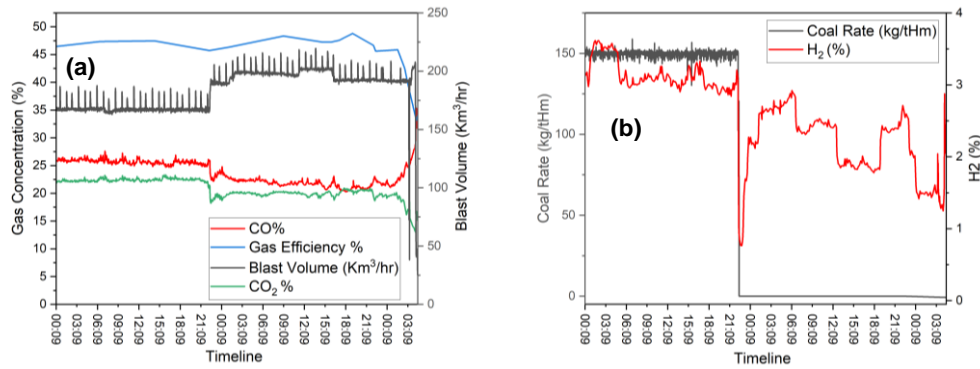 (a)
Gas Concentration (%)
50
45
40
35
30
25
20
15
10
5
0
250
200
150
100
50
0
Blast Volume (Km³/hr)
CO%
Gas Efficiency %
Blast Volume (Km³/hr)
CO₂ %
00:09 03:09 06:09 09:09 12:09 15:09 18:09 21:09 00:09 03:09 06:09 09:09 12:09 15:09 18:09 21:09 00:09 03:09
Timeline
(b)
Coal Rate (kg/tHm)
150
100
50
0
4
3
2
1
0
H2 (%)
Coal Rate (kg/tHm)
H₂ (%)
00:09 03:09 06:09 09:09 12:09 15:09 18:09 21:09 00:09 03:09 06:09 09:09 12:09 15:09 18:09 21:09 00:09 03:09
Timeline